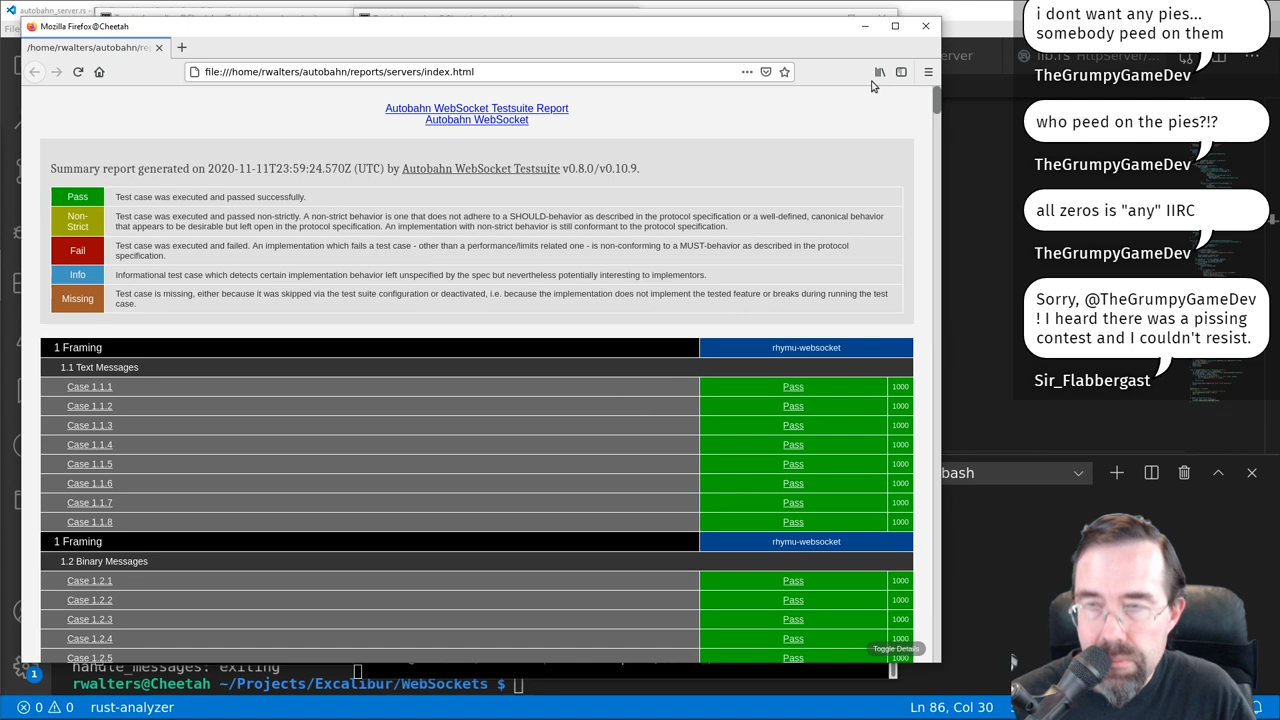 autobahn_server.rs
Mozilla Firefox@Cheetah
/home/rwalters/autobahn/re
file:///home/rwalters/autobahn/reports/servers/index.html
Autobahn WebSocket Testsuite Report
Autobahn WebSocket
Summary report generated on 2020-11-11T23:59:24.570Z (UTC) by Autobahn WebSocket Testsuite v0.8.0/v0.10.9.
Pass
Test case was executed and passed successfully.
Non-
Strict
Test case was executed and passed non-strictly. A non-strict behavior is one that does not adhere to a SHOULD-behavior as described in the protocol specification or a well-defined, canonical behavior
that appears to be desirable but left open in the protocol specification. An implementation with non-strict behavior is still conformant to the protocol specification.
Fail
Test case was executed and failed. An implementation which fails a test case - other than a performance/limits related one - is non-conforming to a MUST-behavior as described in the protocol
specification.
Info
Informational test case which detects certain implementation behavior left unspecified by the spec but nevertheless potentially interesting to implementors.
Missing
Test case is missing, either because it was skipped via the test suite configuration or deactivated, i.e. because the implementation does not implement the tested feature or breaks during running the test
case.
1 Framing rhymu-websocket
1.1 Text Messages
Case 1.1.1 Pass 1000
Case 1.1.2 Pass 1000
Case 1.1.3 Pass 1000
Case 1.1.4 Pass 1000
Case 1.1.5 Pass 1000
Case 1.1.6 Pass 1000
Case 1.1.7 Pass 1000
Case 1.1.8 Pass 1000
1 Framing rhymu-websocket
1.2 Binary Messages
Case 1.2.1 Pass 1000
Case 1.2.2 Pass 1000
Case 1.2.3 Pass 1000
Case 1.2.4 Pass 1000
Case 1.2.5 Pass 1000
Toggle Details
handle_messages: exiting
rwalters@Cheetah ~/Projects/Excalibur/WebSockets $
1
0 0 rust-analyzer
Ln 86, Col 30
lib.rs HttpServer/
bash
i dont want any pies...
somebody peed on them
TheGrumpyGameDev
who peed on the pies?!?
TheGrumpyGameDev
all zeros is "any" IIRC
TheGrumpyGameDev
Sorry, @TheGrumpyGameDev
! I heard there was a pissing
contest and I couldn't resist.
Sir_Flabbergast